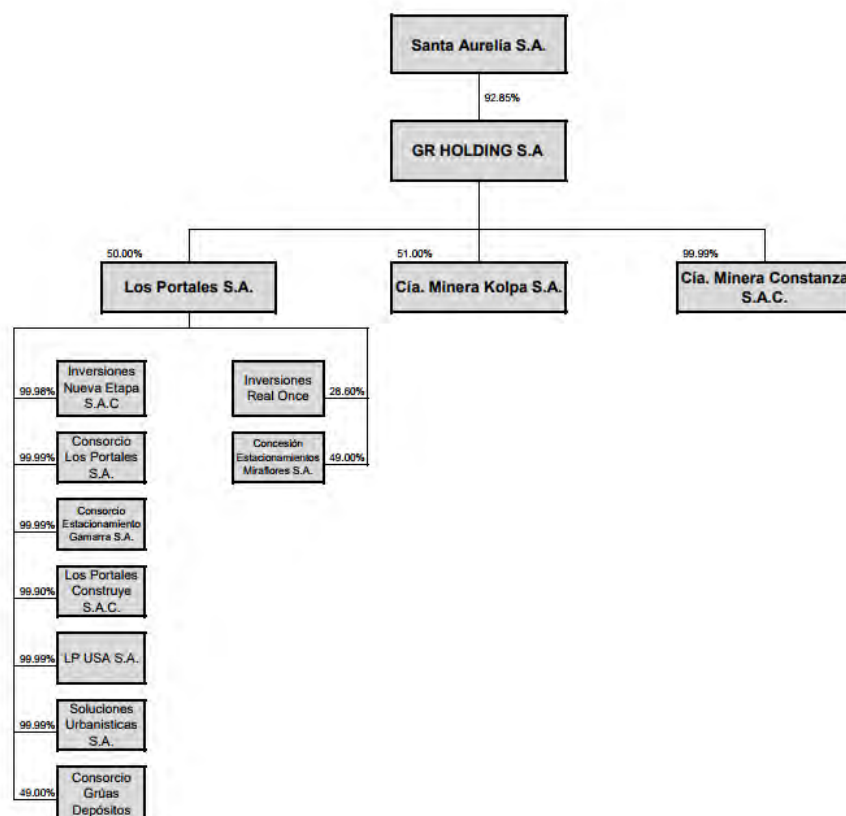 Santa Aurelia S.A.
92.85%
GR HOLDING S.A
50.00%
51.00%
99.99%
Los Portales S.A.
Cía. Minera Kolpa S.A.
Cía. Minera Constanza
S.A.C.
99.98%
Inversiones
Nueva Etapa
S.A.C
Inversiones
Real Once
28.60%
99.99%
Consorcio
Los Portales
S.A.
Concesión
Estacionamientos
Miraflores S.A.
49.00%
99.99%
Consorcio
Estacionamiento
Gamarra S.A.
99.90%
Los Portales
Construye
S.A.C.
99.99%
LP USA S.A.
99.99%
Soluciones
Urbanisticas
S.A.
49.00%
Consorcio
Grúas
Depósitos